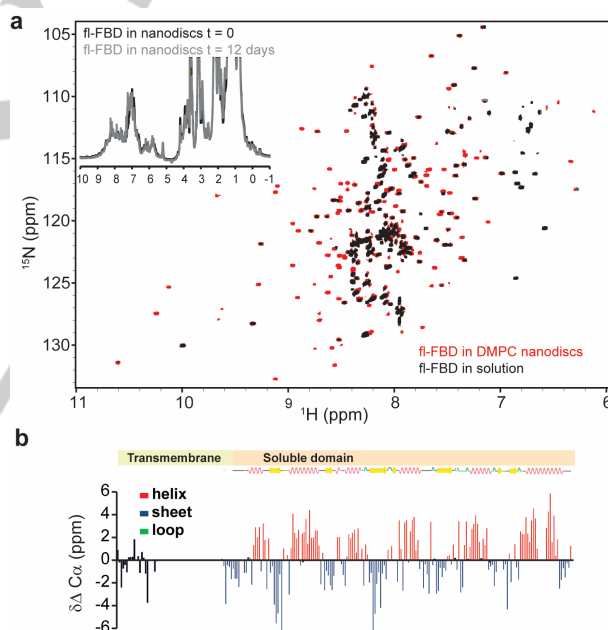 a
fl-FBD in nanodiscs t = 0
fl-FBD in nanodiscs t = 12 days
105
110
115
120
125
130
10 9 8 7 6 5 4 3 2 1 0 -1
15N (ppm)
fl-FBD in DMPC nanodiscs
fl-FBD in solution
11 10 9 8 7 6
1H (ppm)
b
Transmembrane Soluble domain
6
4
2
0
-2
-4
-6
helix
sheet
loop
δΔ Cα (ppm)